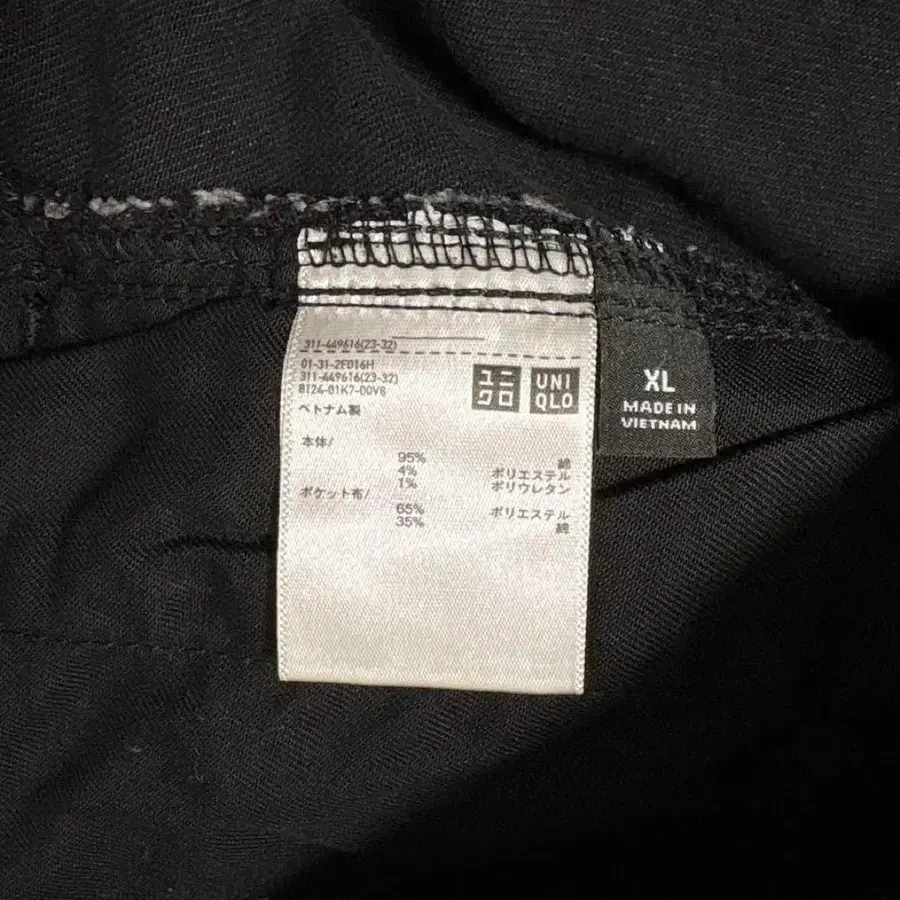 311-449616(23-32)
01-31-2F016H
311-449616(23-32)
8124-01K7-00V8
ベトナム製
ユニ
クロ
UNI
QLO
XL
MADE IN
VIETNAM
本体/
95% 綿
4% ポリエステル
1% ポリウレタン
ポケット布/
65% ポリエステル
35% 綿